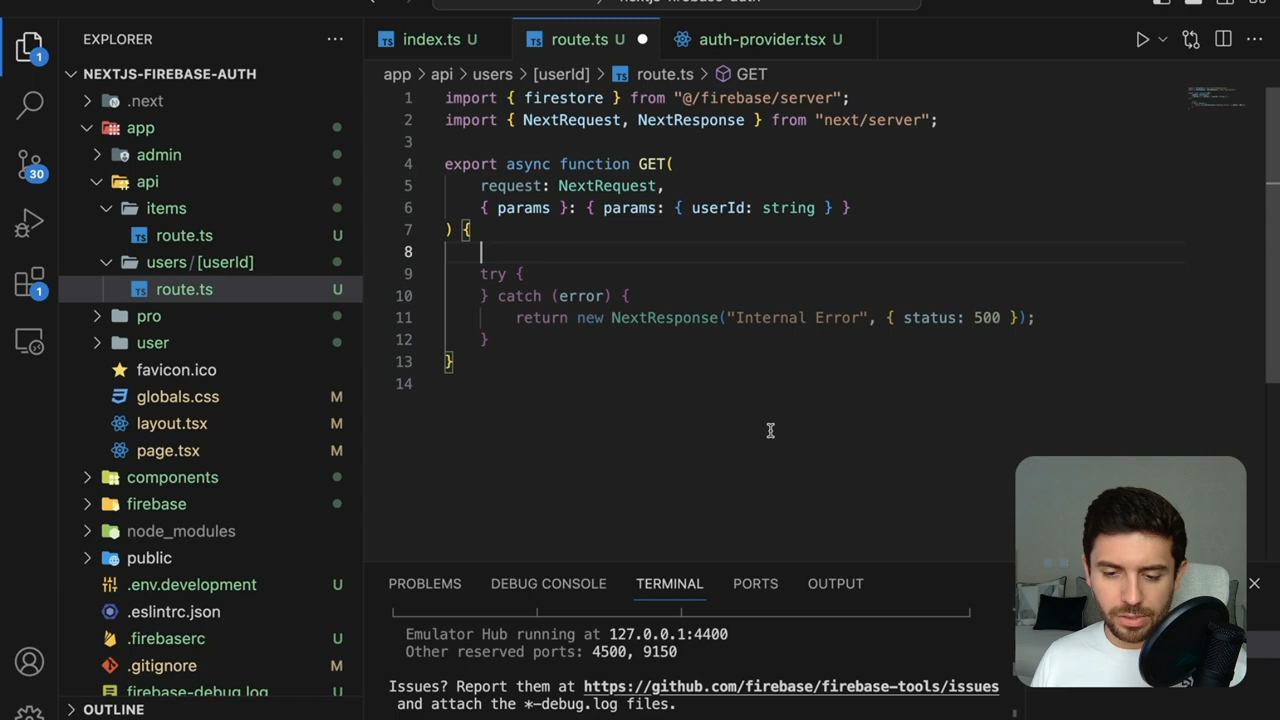 nextjs-firebase-auth
EXPLORER
index.ts U
route.ts U
auth-provider.tsx U
NEXTJS-FIREBASE-AUTH
app > api > users > [userId] > route.ts > GET
.next
app
admin
api
items
route.ts U
users / [userId]
route.ts U
pro
user
favicon.ico
globals.css M
layout.tsx M
page.tsx M
components
firebase
node_modules
public
.env.development U
.eslintrc.json
.firebaserc U
.gitignore M
firebase-debug.log U
OUTLINE
1
30
1
1 import { firestore } from "@/firebase/server";
2 import { NextRequest, NextResponse } from "next/server";
3
4 export async function GET(
5 request: NextRequest,
6 { params }: { params: { userId: string } }
7 ) {
8
9 try {
10 } catch (error) {
11 return new NextResponse("Internal Error", { status: 500 });
12 }
13 }
14
PROBLEMS DEBUG CONSOLE TERMINAL PORTS OUTPUT
Emulator Hub running at 127.0.0.1:4400
Other reserved ports: 4500, 9150
Issues? Report them at https://github.com/firebase/firebase-tools/issues
and attach the *-debug.log files.